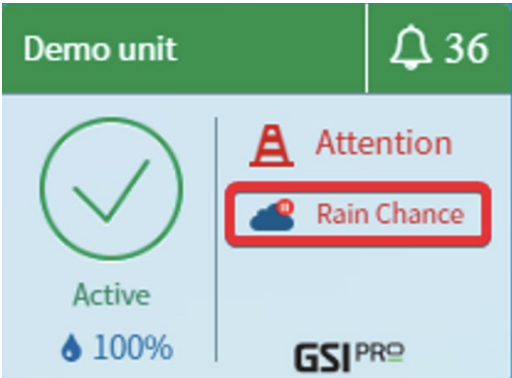 Demo unit
36
Attention
Rain Chance
Active
100%
GSI PRO